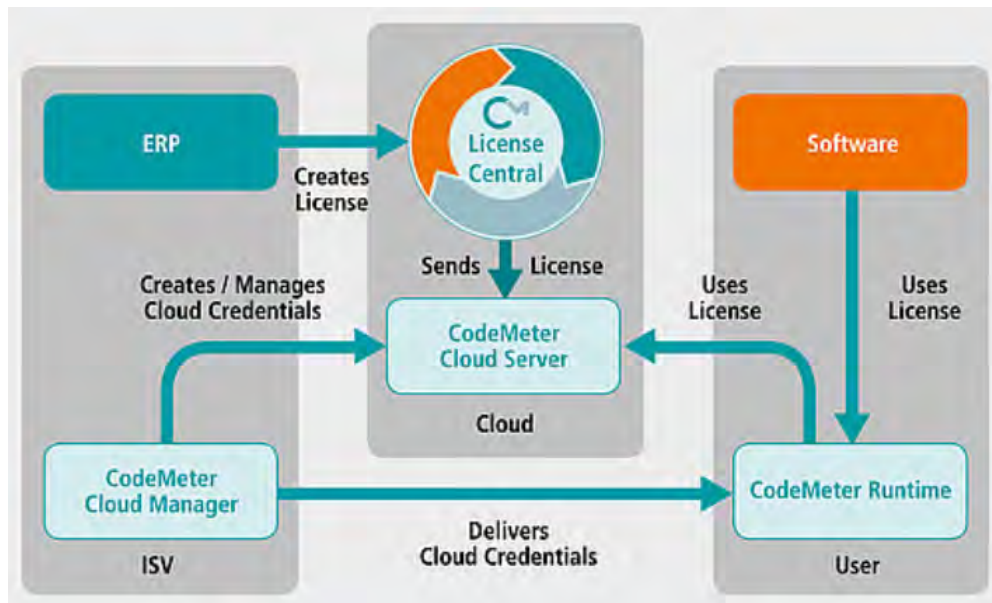 ERP
Creates
License
CM
License
Central
Software
Sends License
Creates / Manages
Cloud Credentials
CodeMeter
Cloud Server
Uses
License
Uses
License
Cloud
CodeMeter
Cloud Manager
CodeMeter Runtime
Delivers
Cloud Credentials
ISV
User